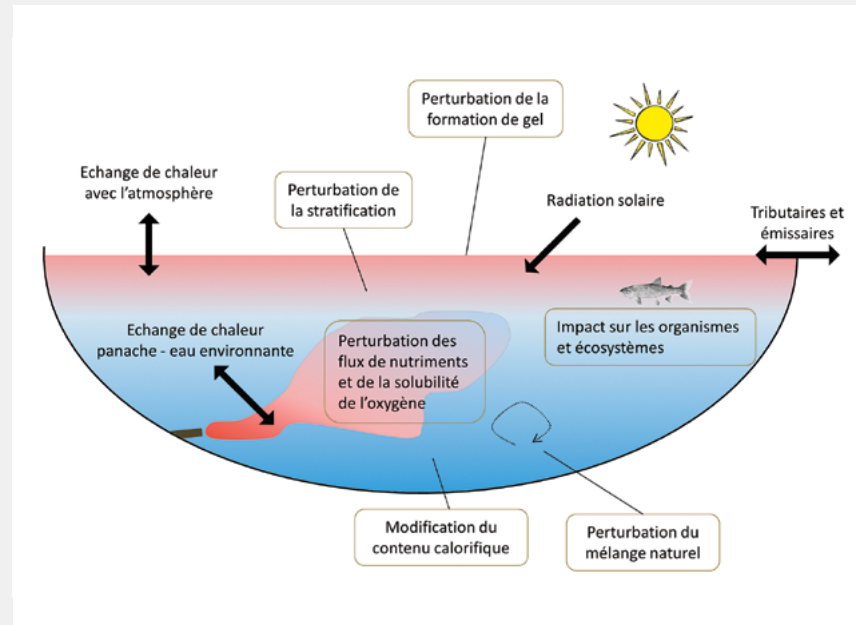 Perturbation de la
formation de gel
Echange de chaleur
avec l'atmosphère
Perturbation de
la stratification
Radiation solaire
Tributaires et
émissaires
Echange de chaleur
panache - eau environnante
Perturbation des
flux de nutriments
et de la solubilité
de l'oxygène
Impact sur les organismes
et écosystèmes
Modification du
contenu calorifique
Perturbation du
mélange naturel